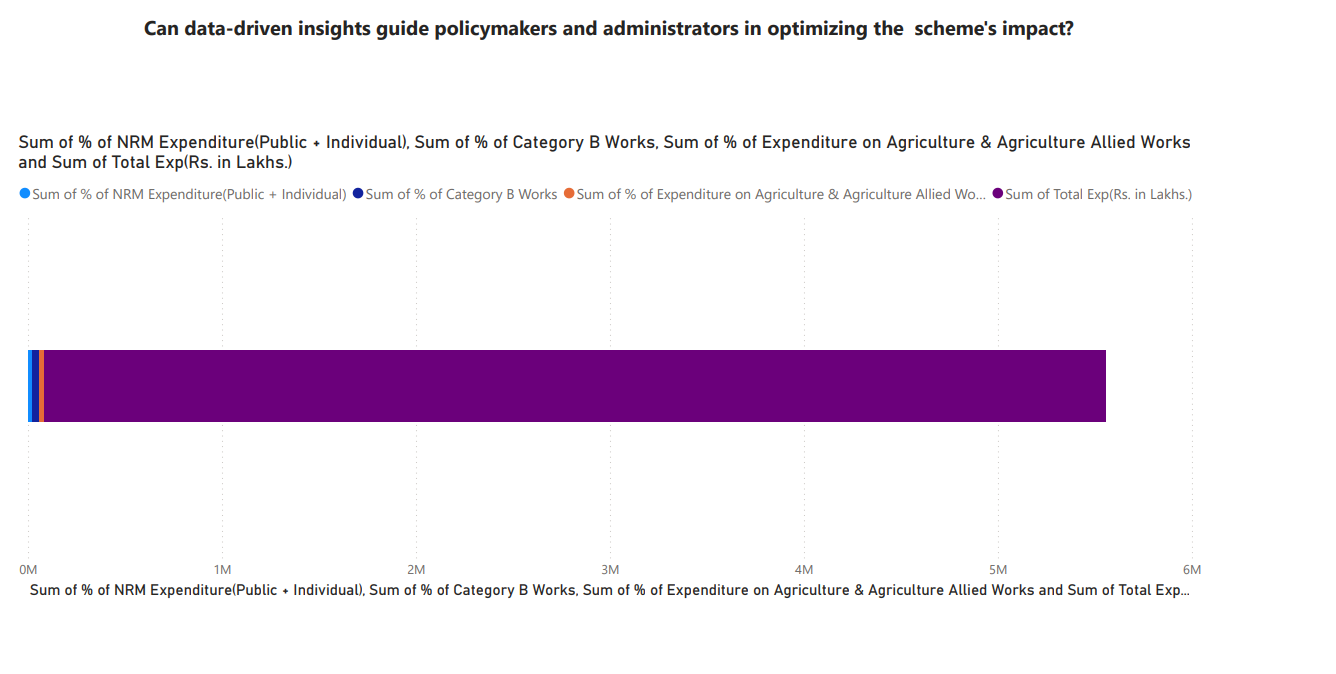 Can data-driven insights guide policymakers and administrators in optimizing the  scheme's impact?
Sum of % of NRM Expenditure(Public + Individual), Sum of % of Category B Works, Sum of % of Expenditure on Agriculture & Agriculture Allied Works
and Sum of Total Exp(Rs. in Lakhs.)
Sum of % of NRM Expenditure(Public + Individual) Sum of % of Category B Works Sum of % of Expenditure on Agriculture & Agriculture Allied Wo... Sum of Total Exp(Rs. in Lakhs.)
0M 1M 2M 3M 4M 5M 6M
Sum of % of NRM Expenditure(Public + Individual), Sum of % of Category B Works, Sum of % of Expenditure on Agriculture & Agriculture Allied Works and Sum of Total Exp...